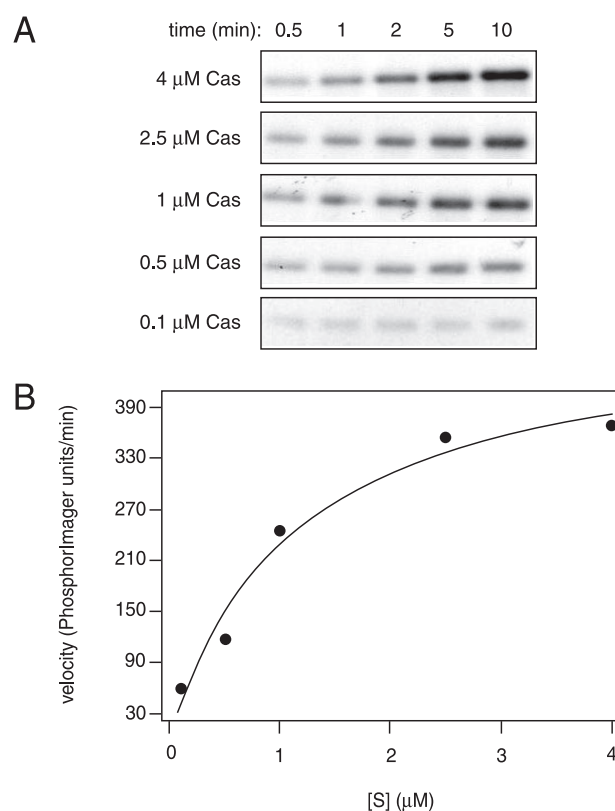 A
time (min): 0.5 1 2 5 10
4 μM Cas
2.5 μM Cas
1 μM Cas
0.5 μM Cas
0.1 μM Cas
B
velocity (PhosphorImager units/min)
390
330
270
210
150
90
30
0 1 2 3 4
[S] (μM)